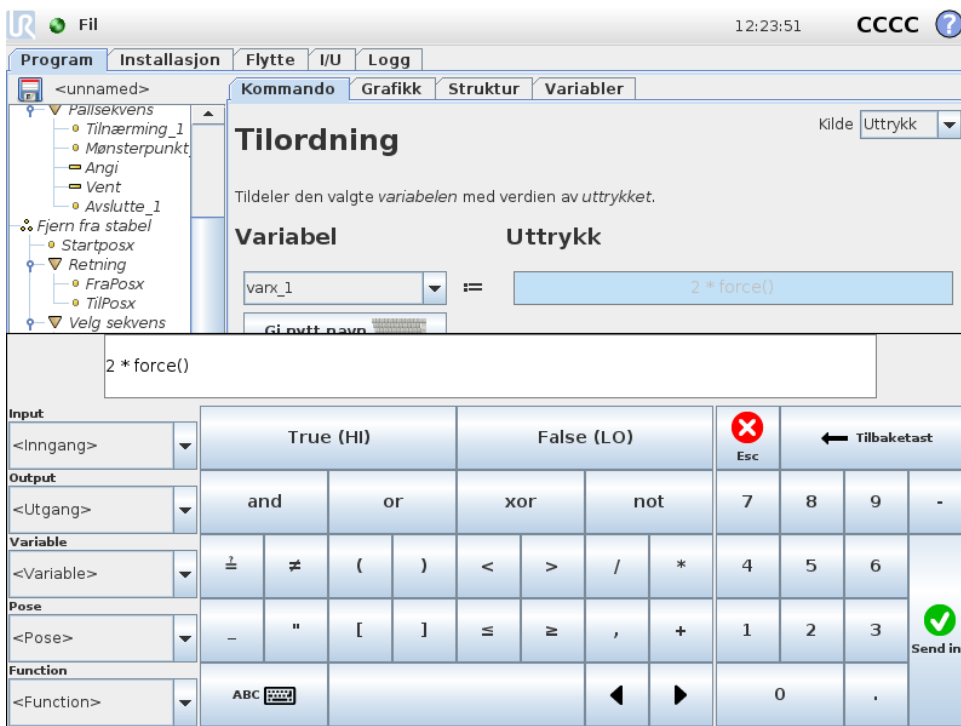 UR Fil 12:23:51 CCCC ?
Program Installasjon Flytte I/U Logg
<unnamed>
Kommando Grafikk Struktur Variabler
Pallsekvens
Tilnærming_1
Mønsterpunkt_
Angi
Vent
Avslutte_1
Fjern fra stabel
Startposx
Retning
FraPosx
TilPosx
Velg sekvens
Tilordning
Kilde Uttrykk
Tildeler den valgte variabelen med verdien av uttrykket.
Variabel Uttrykk
varx_1 := 2 * force()
Gi nytt navn
2 * force()
Input
<Inngang>
Output
<Utgang>
Variable
<Variable>
Pose
<Pose>
Function
<Function>
True (HI) False (LO) Esc Tilbaketast
and or xor not 7 8 9 -
≟ ≠ ( ) < > / * 4 5 6
_ " [ ] ≤ ≥ , + 1 2 3 Send inn
ABC 0 .